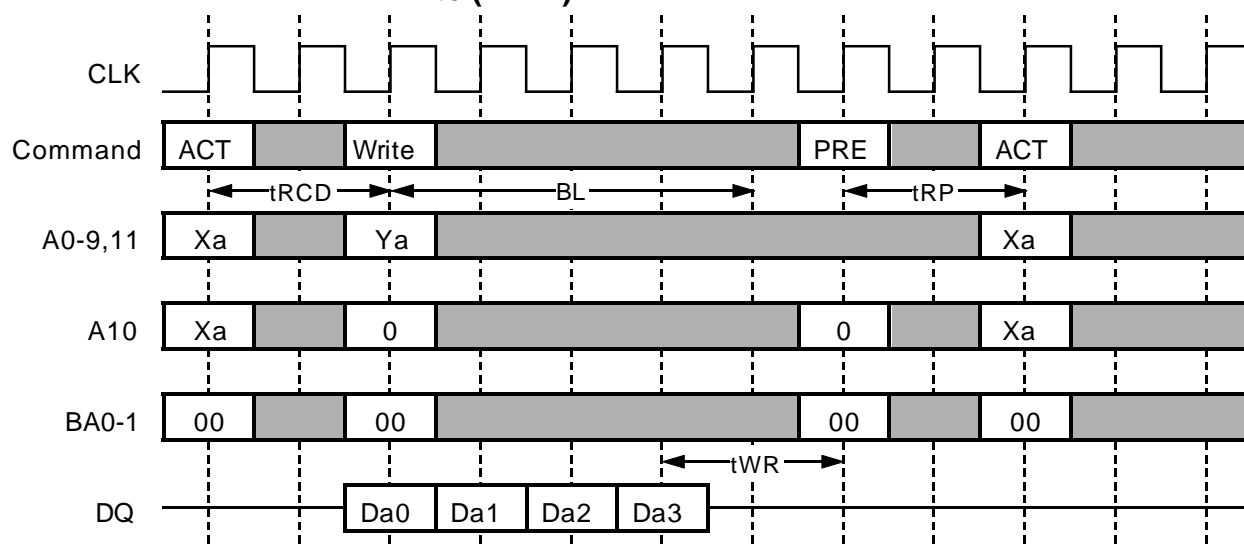 CLK
Command ACT Write PRE ACT
tRCD BL tRP
A0-9,11 Xa Ya Xa
A10 Xa 0 0 Xa
BA0-1 00 00 00 00
tWR
DQ Da0 Da1 Da2 Da3